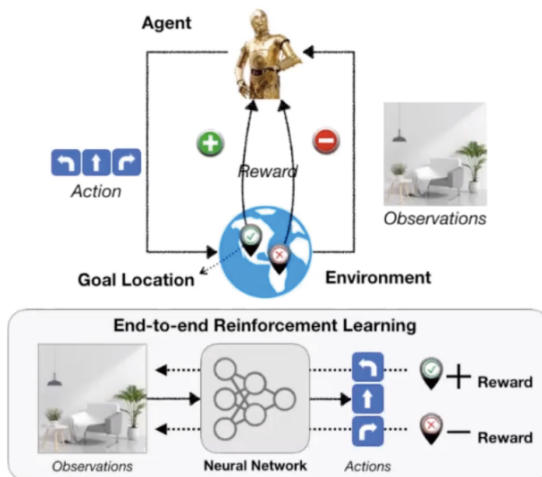 Agent
Reward
Action
Observations
Goal Location
Environment
End-to-end Reinforcement Learning
Reward
Reward
Observations
Neural Network
Actions